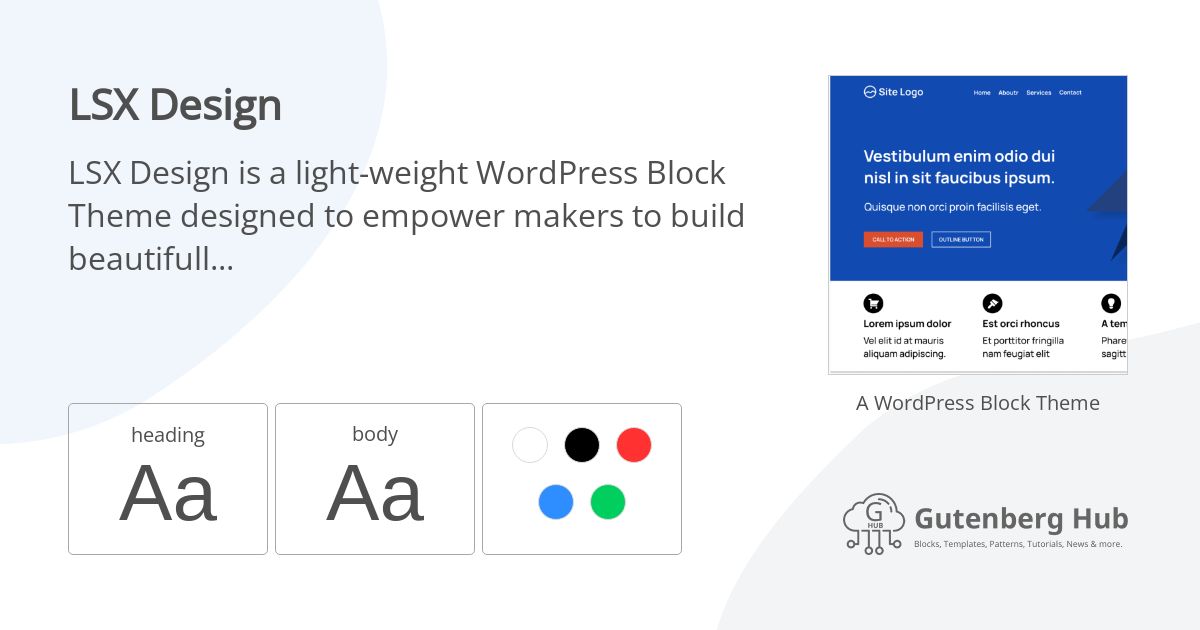 LSX Design
LSX Design is a light-weight WordPress Block
Theme designed to empower makers to build
beautifull...
heading
Aa
body
Aa
Site Logo
Home Aboutr Services Contact
Vestibulum enim odio dui
nisl in sit faucibus ipsum.
Quisque non orci proin facilisis eget.
CALL TO ACTION OUTLINE BUTTON
Lorem ipsum dolor
Vel elit id at mauris
aliquam adipiscing.
Est orci rhoncus
Et porttitor fringilla
nam feugiat elit
A tem
Phare
sagitt
A WordPress Block Theme
G
HUB
Gutenberg Hub
Blocks, Templates, Patterns, Tutorials, News & more.